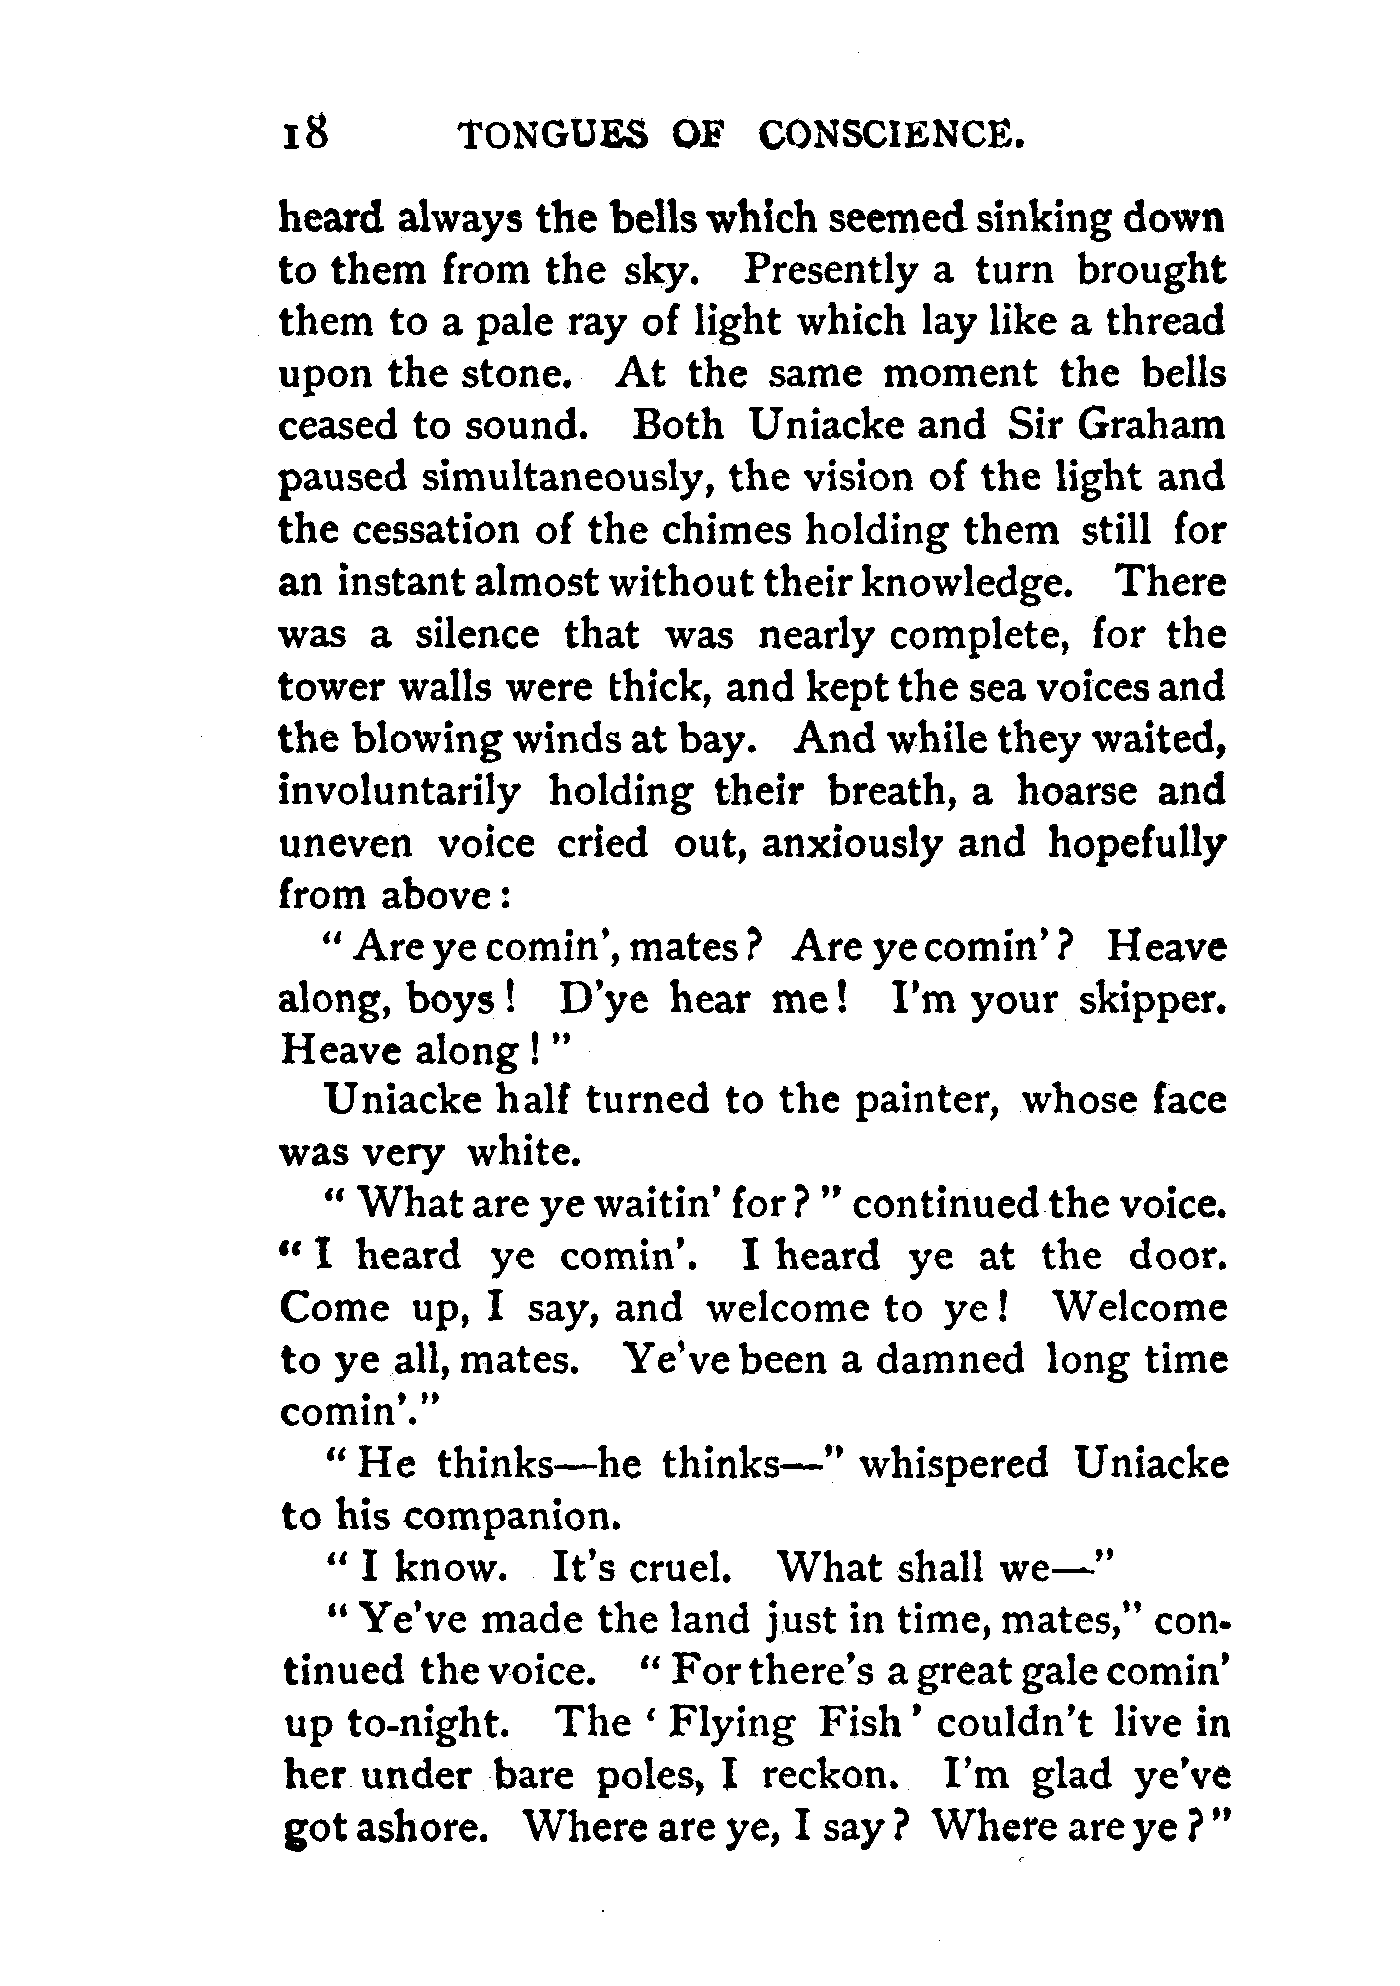 18 TONGUES OF CONSCIENCE.
heard always the bells which seemed sinking down
to them from the sky. Presently a turn brought
them to a pale ray of light which lay like a thread
upon the stone. At the same moment the bells
ceased to sound. Both Uniacke and Sir Graham
paused simultaneously, the vision of the light and
the cessation of the chimes holding them still for
an instant almost without their knowledge. There
was a silence that was nearly complete, for the
tower walls were thick, and kept the sea voices and
the blowing winds at bay. And while they waited,
involuntarily holding their breath, a hoarse and
uneven voice cried out, anxiously and hopefully
from above:
"Are ye comin', mates? Are ye comin'? Heave
along, boys! D'ye hear me! I'm your skipper.
Heave along!"
Uniacke half turned to the painter, whose face
was very white.
"What are ye waitin' for?" continued the voice.
"I heard ye comin'. I heard ye at the door.
Come up, I say, and welcome to ye! Welcome
to ye all, mates. Ye've been a damned long time
comin'."
"He thinks—he thinks—" whispered Uniacke
to his companion.
"I know. It's cruel. What shall we—"
"Ye've made the land just in time, mates," con-
tinued the voice. "For there's a great gale comin'
up to-night. The 'Flying Fish' couldn't live in
her under bare poles, I reckon. I'm glad ye've
got ashore. Where are ye, I say? Where are ye?"